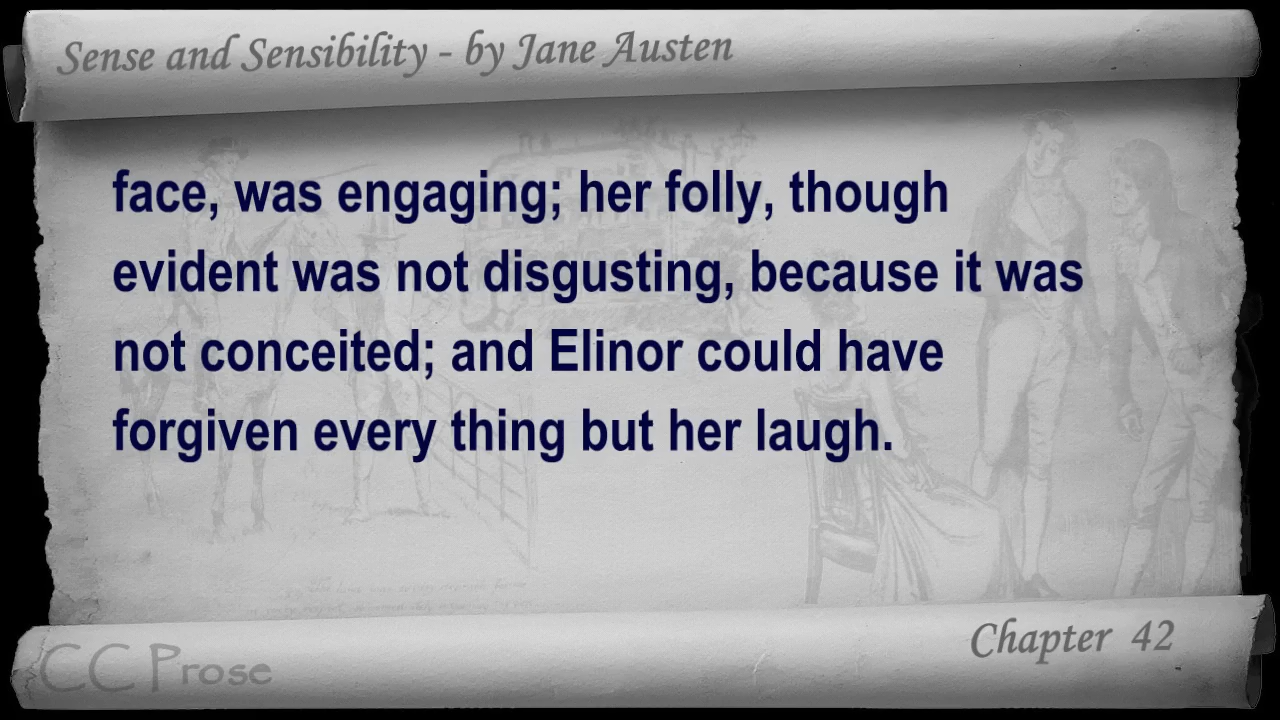 Sense and Sensibility - by Jane Austen
face, was engaging; her folly, though
evident was not disgusting, because it was
not conceited; and Elinor could have
forgiven every thing but her laugh.
Chapter 42
CC Prose